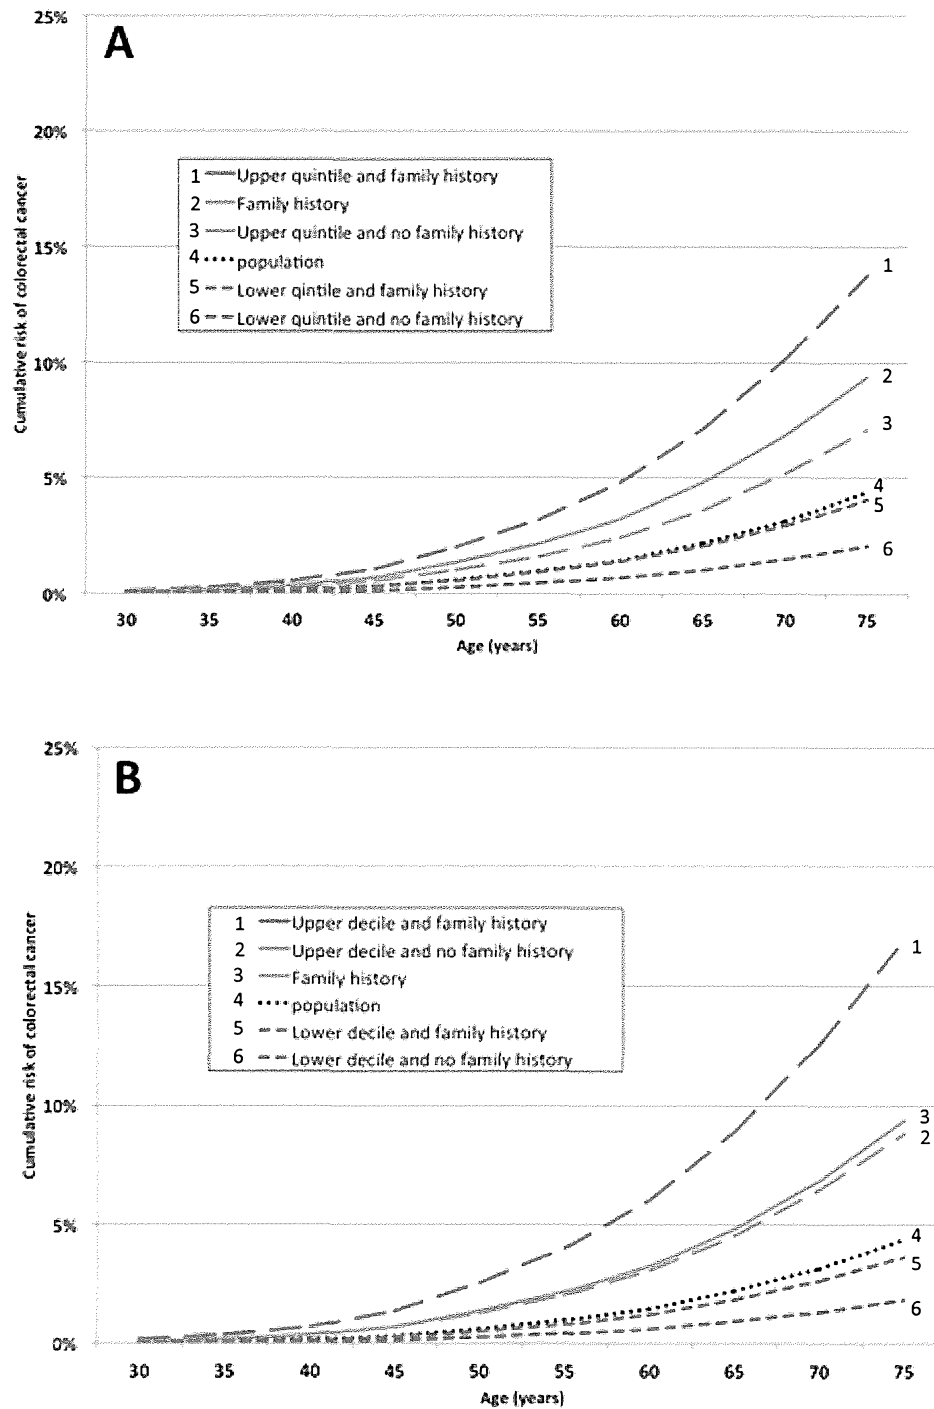 25%
A
20%
1 Upper quintile and family history
2 Family history
3 Upper quintile and no family history
4 population
5 Lower qintile and family history
6 Lower quintile and no family history
15%
10%
5%
0%
Cumulative risk of colorectal cancer
1
2
3
4
5
6
30 35 40 45 50 55 60 65 70 75
Age (years)
25%
B
20%
1 Upper decile and family history
2 Upper decile and no family history
3 Family history
4 population
5 Lower decile and family history
6 Lower decile and no family history
15%
10%
5%
0%
Cumulative risk of colorectal cancer
1
3
2
4
5
6
30 35 40 45 50 55 60 65 70 75
Age (years)